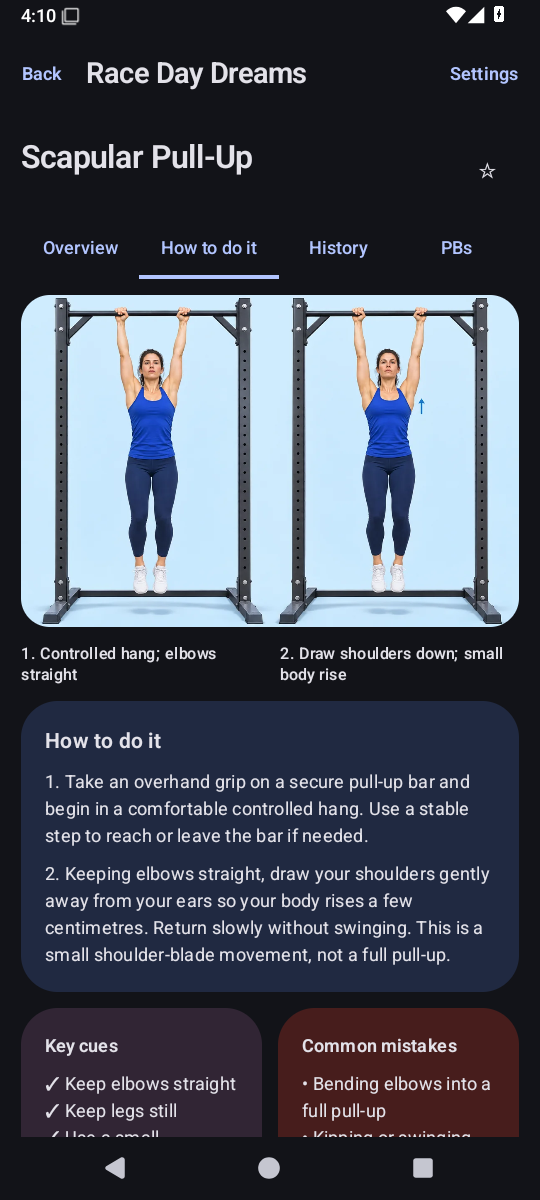 4:10
Back Race Day Dreams Settings
Scapular Pull-Up
☆
Overview How to do it History PBs
↑
1. Controlled hang; elbows
straight
2. Draw shoulders down; small
body rise
How to do it
1. Take an overhand grip on a secure pull-up bar and
begin in a comfortable controlled hang. Use a stable
step to reach or leave the bar if needed.
2. Keeping elbows straight, draw your shoulders gently
away from your ears so your body rises a few
centimetres. Return slowly without swinging. This is a
small shoulder-blade movement, not a full pull-up.
Key cues
✓ Keep elbows straight
✓ Keep legs still
✓ Use a small
Common mistakes
• Bending elbows into a
full pull-up
• Kipping or swinging